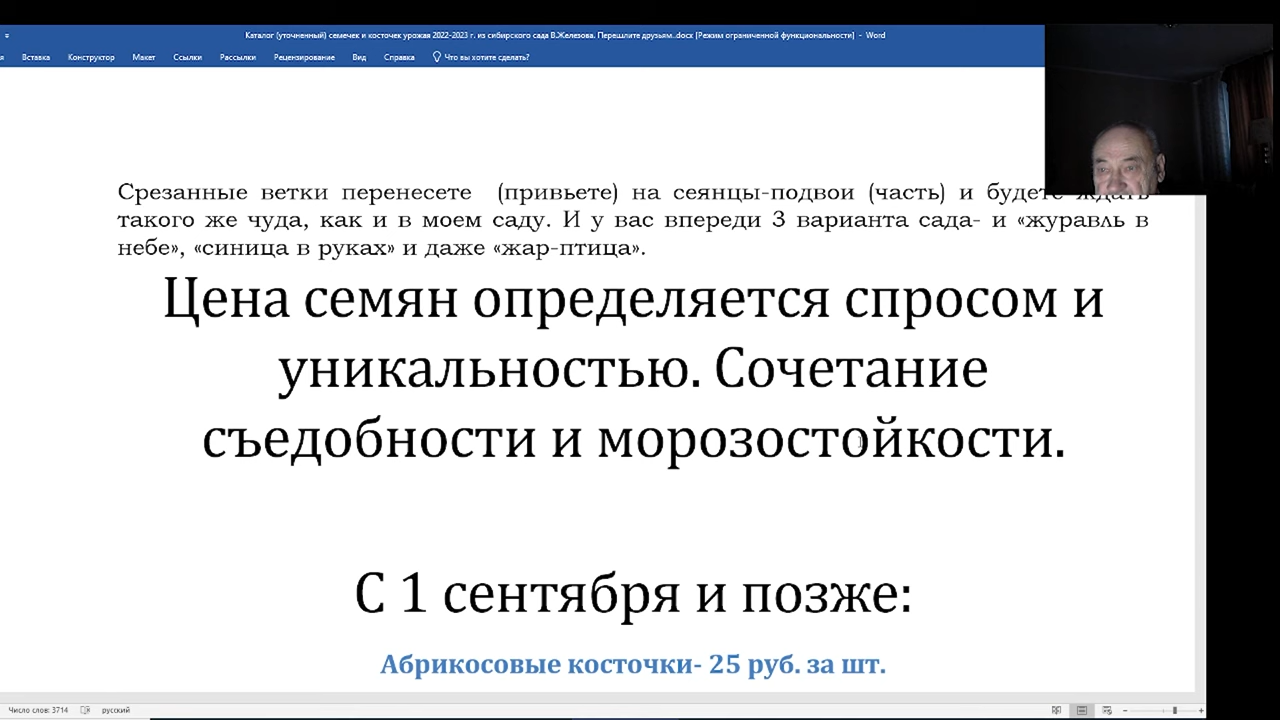 Каталог (уточненный) семечек и косточек урожая 2022-2023 г. из сибирского сада В.Железова. Перешлите друзьям..docx [Режим ограниченной функциональности] - Word
я Вставка Конструктор Макет Ссылки Рассылки Рецензирование Вид Справка Что вы хотите сделать?
Срезанные ветки перенесете (привьете) на сеянцы-подвои (часть) и будете ждать
такого же чуда, как и в моем саду. И у вас впереди 3 варианта сада- и «журавль в
небе», «синица в руках» и даже «жар-птица».
Цена семян определяется спросом и
уникальностью. Сочетание
съедобности и морозостойкости.
С 1 сентября и позже:
Абрикосовые косточки- 25 руб. за шт.
Число слов: 3714 русский